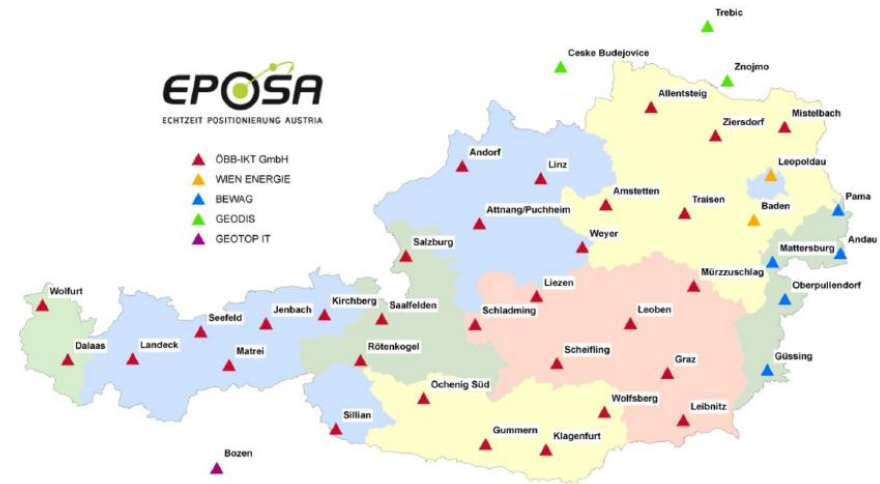 Trebic
Ceske Budejovice
Znojmo
EPOSA
ECHTZEIT POSITIONIERUNG AUSTRIA
ÖBB-IKT GmbH
WIEN ENERGIE
BEWAG
GEODIS
GEOTOP IT
Allentsteig
Ziersdorf
Mistelbach
Andorf
Linz
Leopoldau
Amstetten
Traisen
Baden
Pama
Attnang/Puchheim
Salzburg
Weyer
Mattersburg
Andau
Mürzzuschlag
Oberpullendorf
Wolfurt
Seefeld
Jenbach
Kirchberg
Saalfelden
Schladming
Liezen
Leoben
Dalaas
Landeck
Matrei
Rötenkogel
Scheifling
Graz
Güssing
Ochenig Süd
Sillian
Wolfsberg
Leibnitz
Gummern
Klagenfurt
Bozen